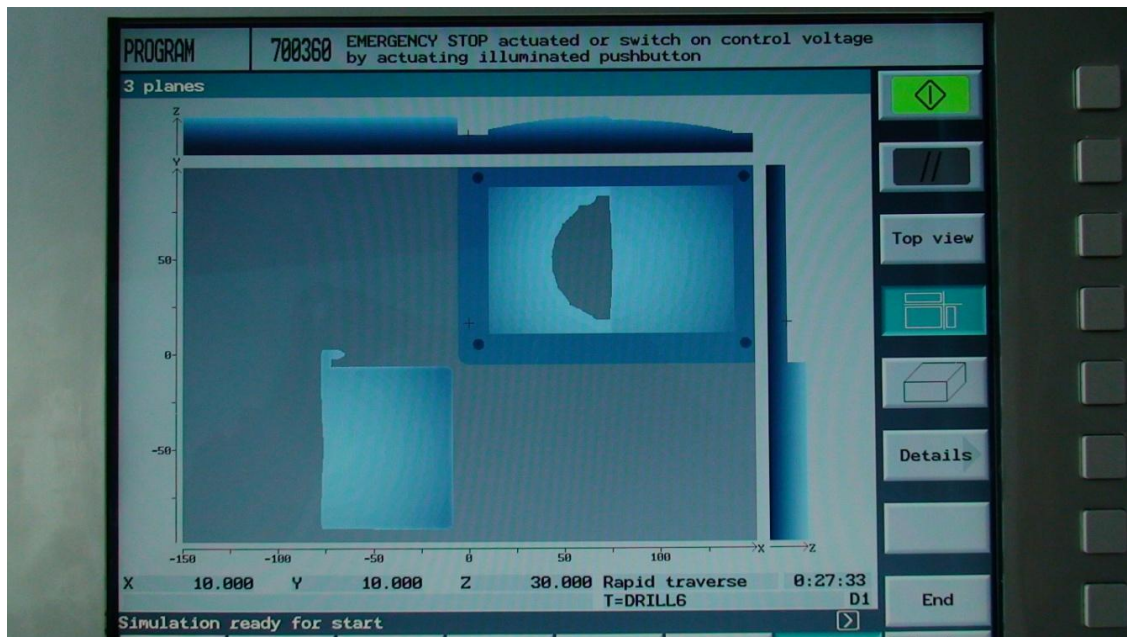 PROGRAM
700360
EMERGENCY STOP actuated or switch on control voltage
by actuating illuminated pushbutton
3 planes
Z
Y
50
0
-50
-150 -100 -50 0 50 100 X Z
X 10.000 Y 10.000 Z 30.000 Rapid traverse 0:27:33
T=DRILL6 D1
Simulation ready for start
//
Top view
Details
End